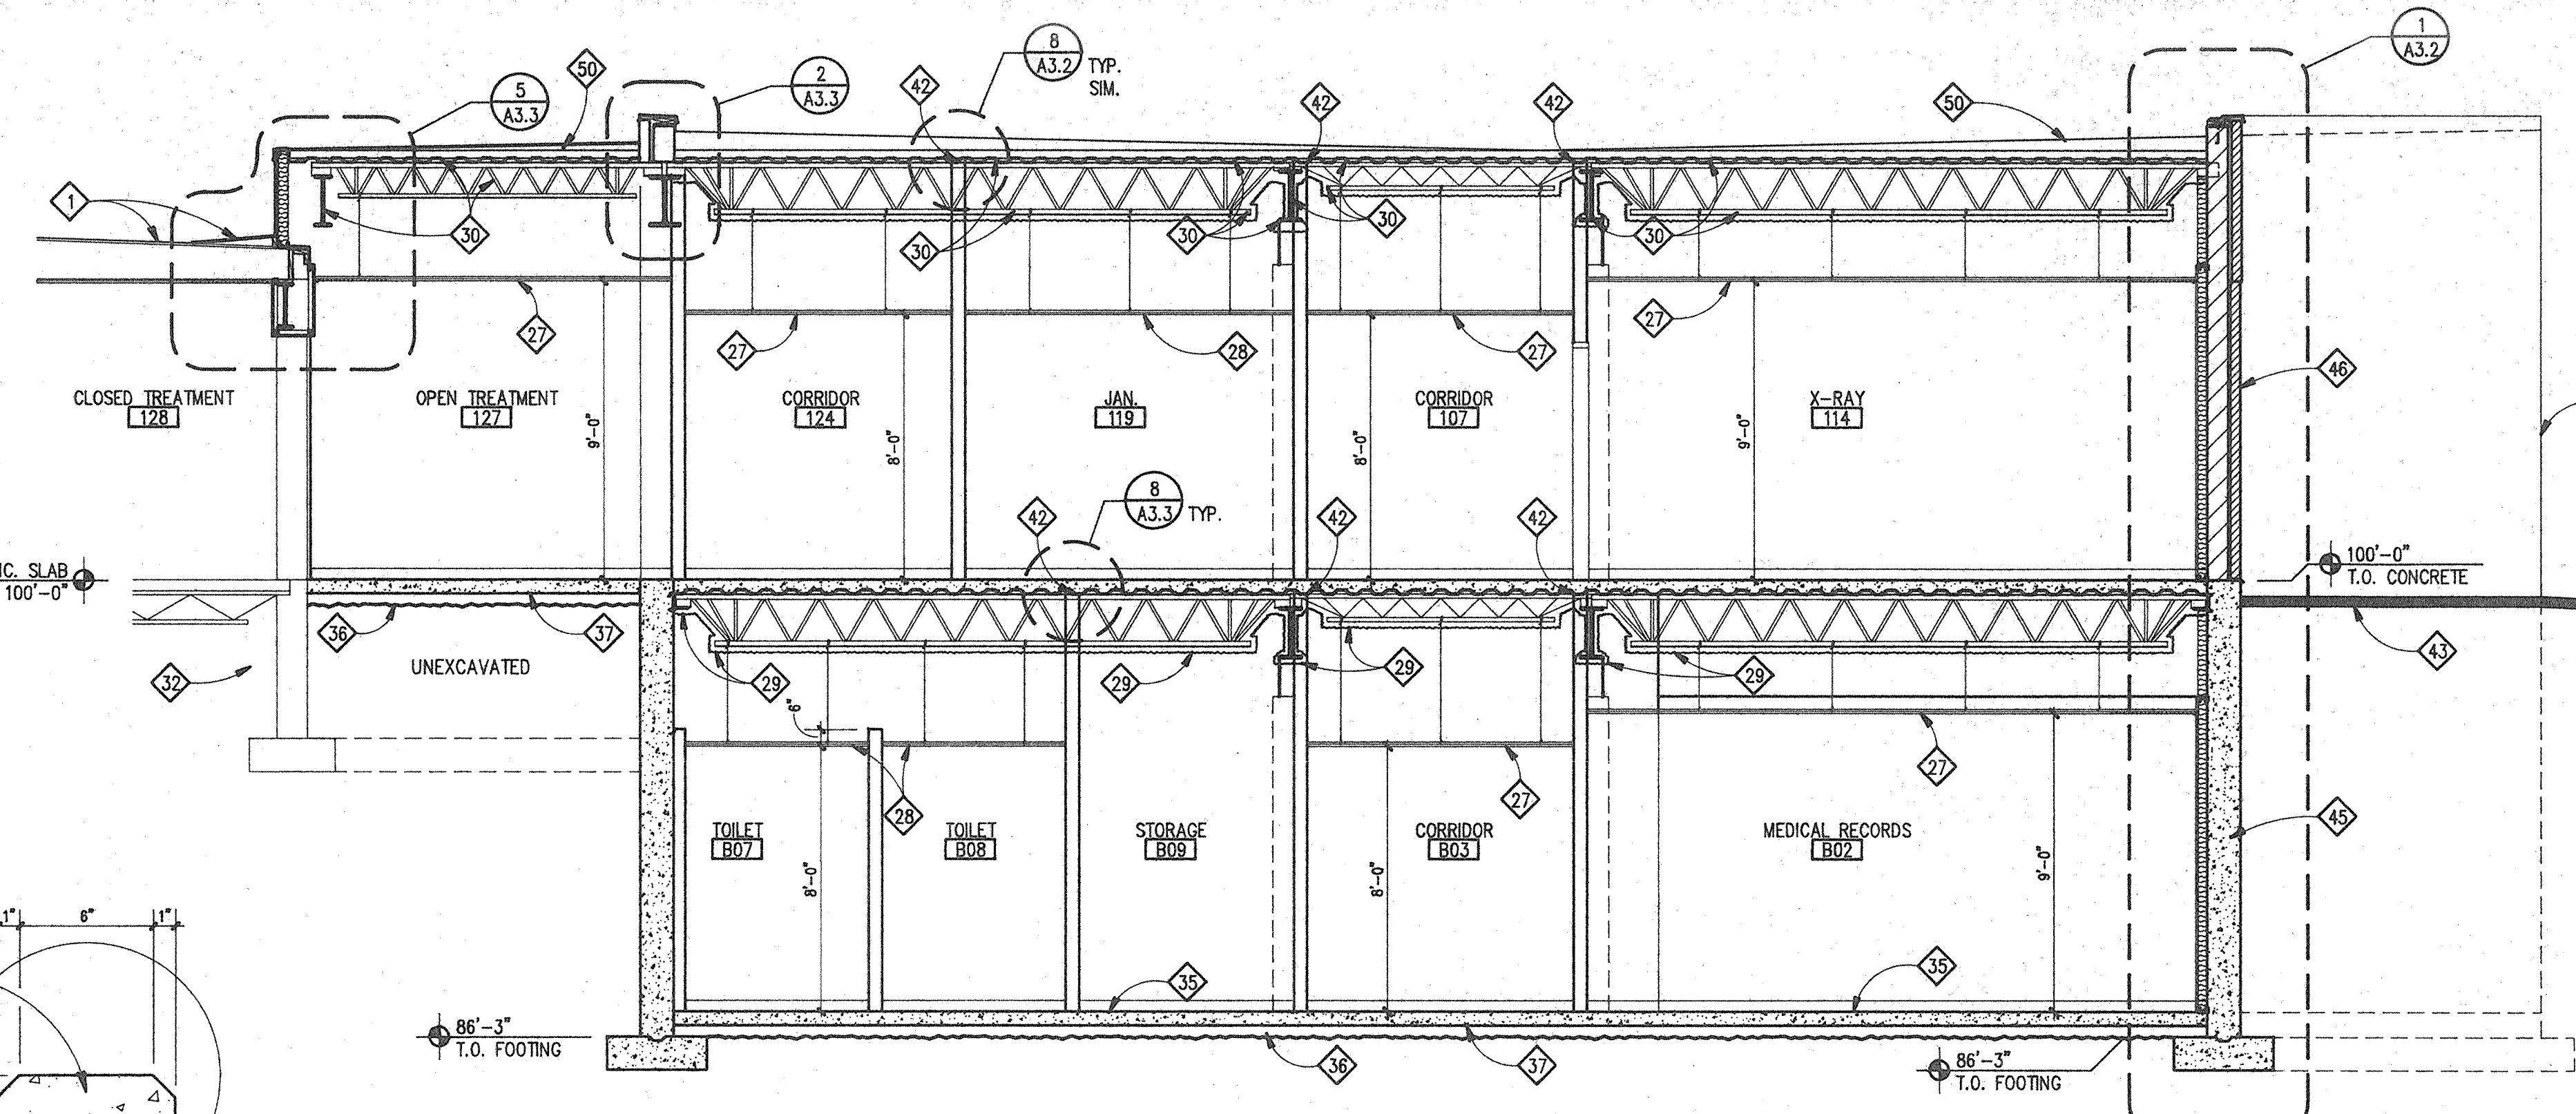 1
A3.2
8
A3.2 TYP.
SIM.
5
A3.3
50
2
A3.3
42
42
42
50
1
30
30
30
30
30
27
27
28
27
27
46
CLOSED TREATMENT
128
OPEN TREATMENT
127
CORRIDOR
124
JAN.
119
CORRIDOR
107
X-RAY
114
9'-0"
8'-0"
8'-0"
9'-0"
8
A3.3 TYP.
42
42
42
100'-0"
T.O. CONCRETE
C. SLAB
100'-0"
36
37
UNEXCAVATED
32
29
29
29
29
43
6"
28
27
27
45
TOILET
B07
TOILET
B08
STORAGE
B09
CORRIDOR
B03
MEDICAL RECORDS
B02
8'-0"
8'-0"
9'-0"
1" 6" 1"
35
35
86'-3"
T.O. FOOTING
36
37
86'-3"
T.O. FOOTING